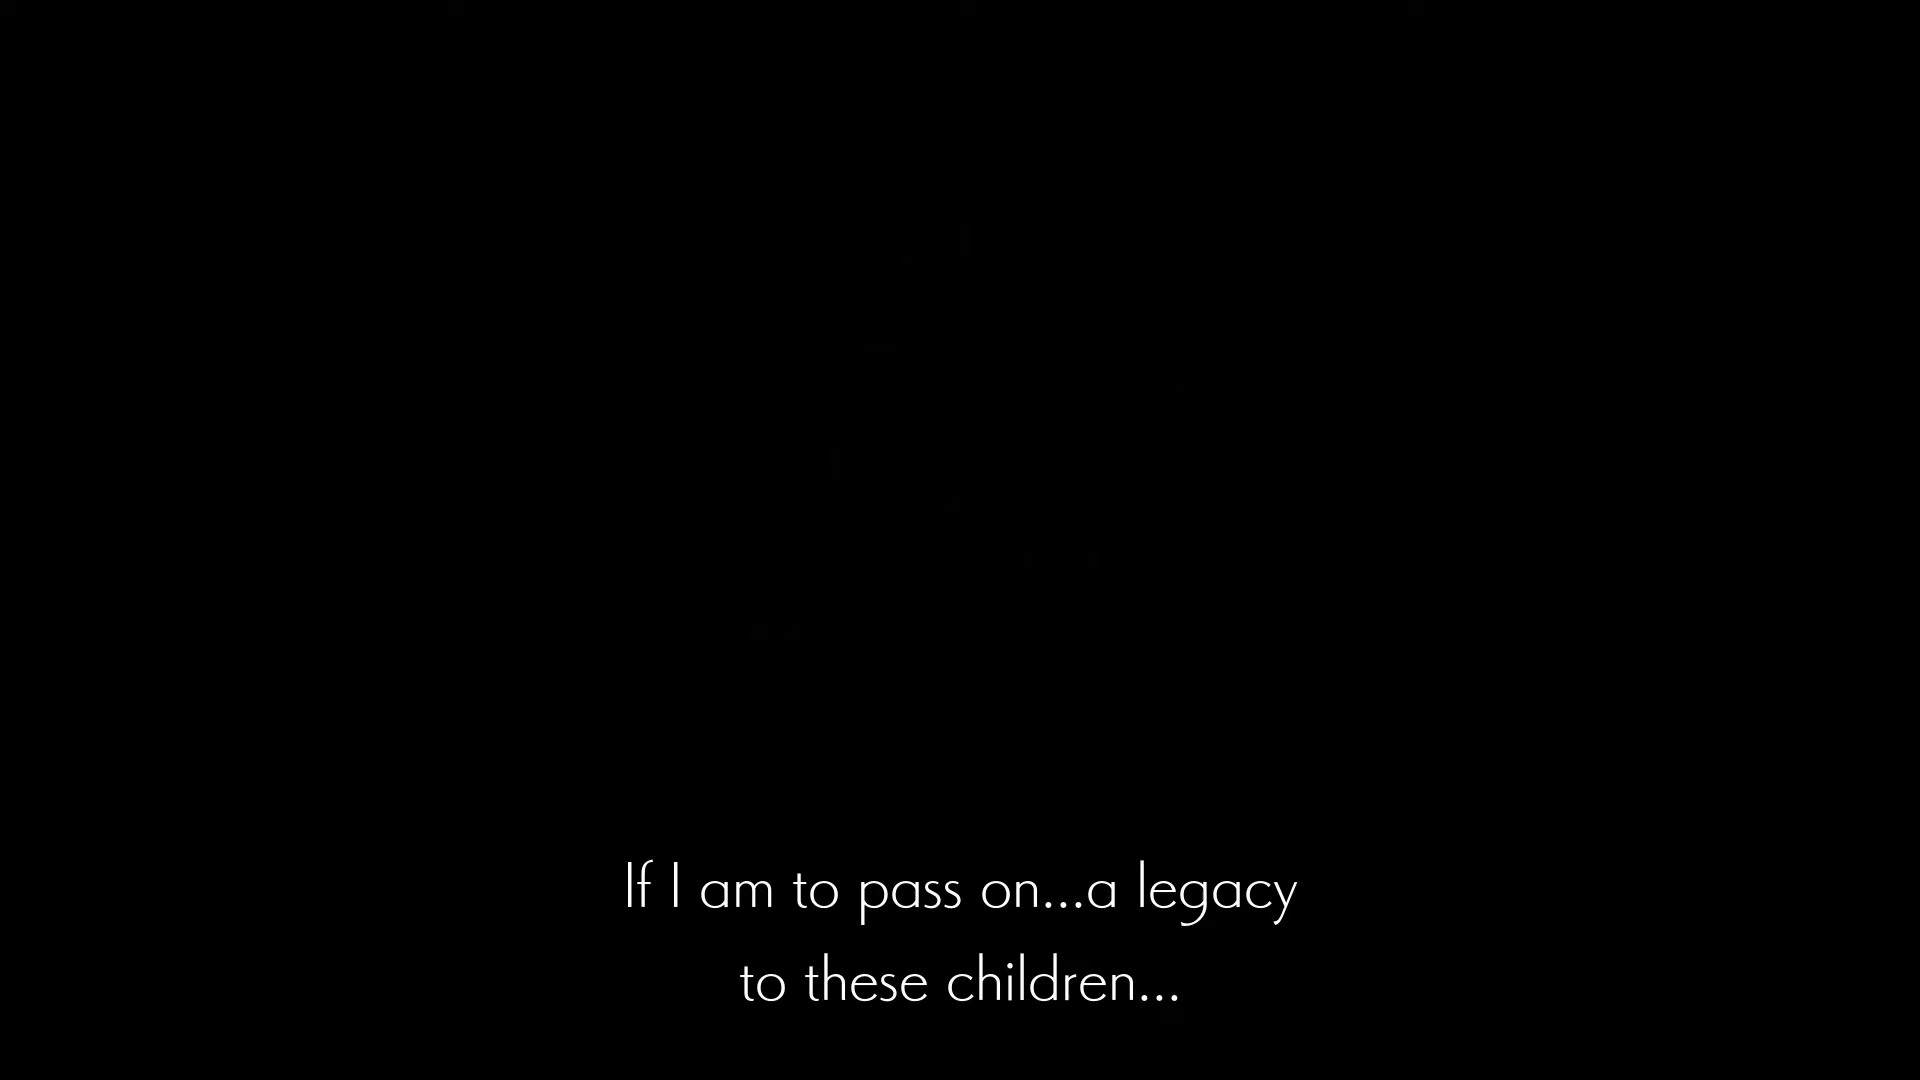 If I am to pass on...a legacy
to these children...